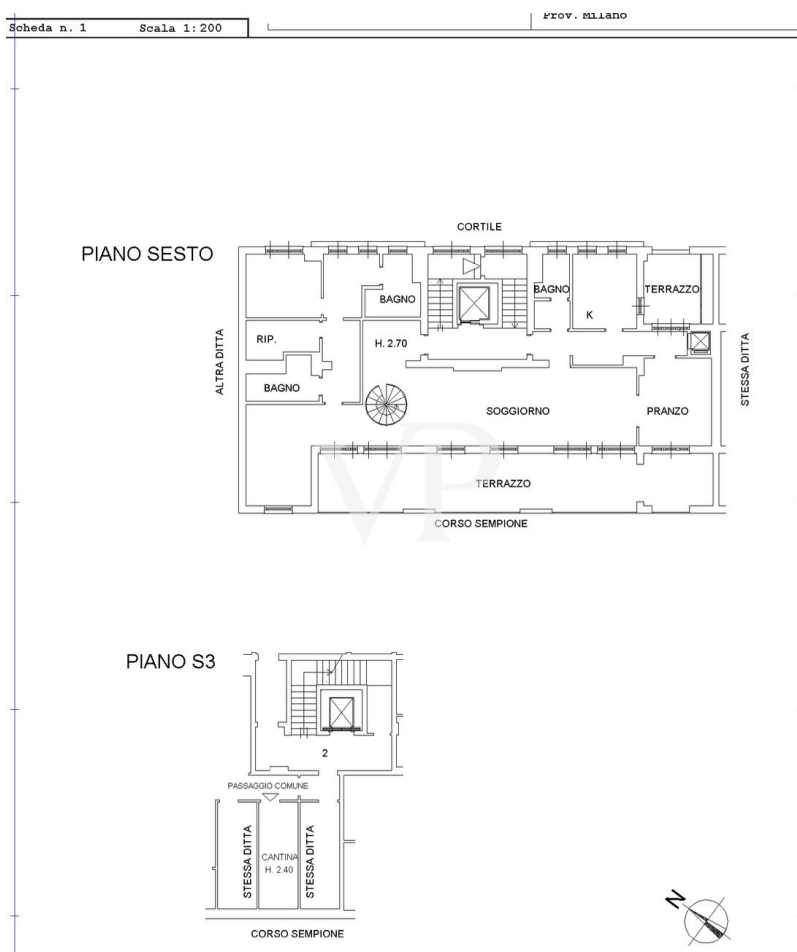 Prov. Milano
Scheda n. 1 Scala 1:200
CORTILE
PIANO SESTO
BAGNO
BAGNO
TERRAZZO
K
RIP.
H. 2.70
ALTRA DITTA
STESSA DITTA
BAGNO
SOGGIORNO
PRANZO
VP
TERRAZZO
CORSO SEMPIONE
PIANO S3
2
PASSAGGIO COMUNE
STESSA DITTA
CANTINA
H. 2.40
STESSA DITTA
N
CORSO SEMPIONE